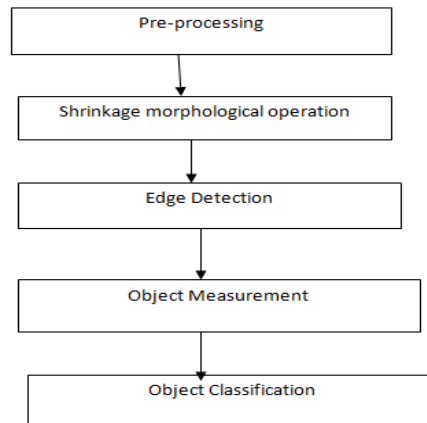 Pre-processing
Shrinkage morphological operation
Edge Detection
Object Measurement
Object Classification